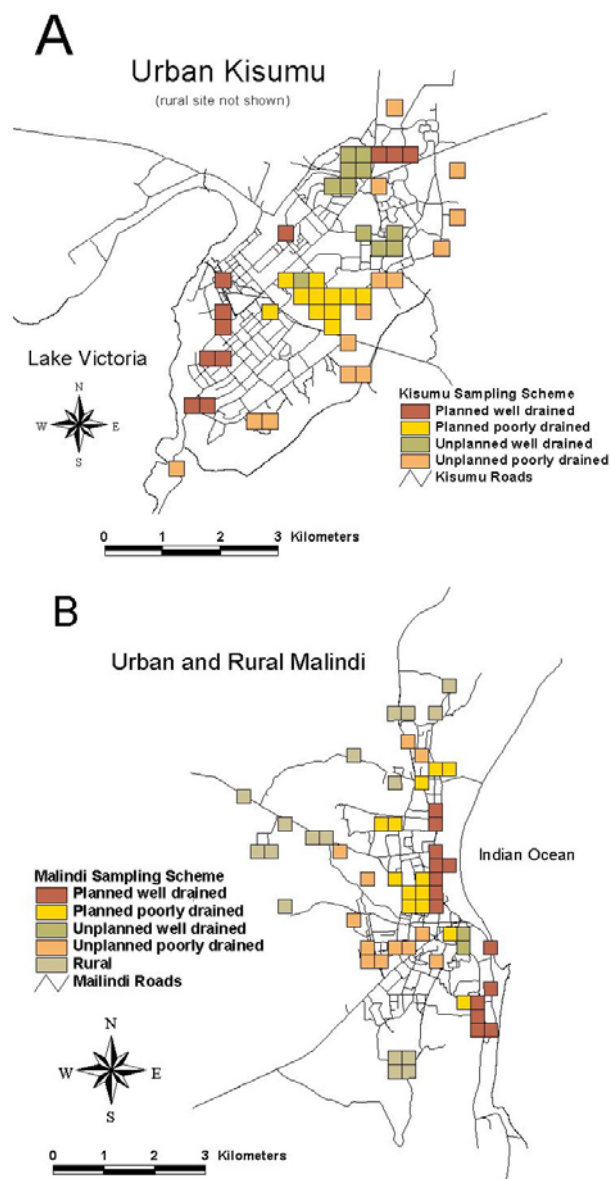 A
Urban Kisumu
(rural site not shown)
Lake Victoria
N
W E
S
Kisumu Sampling Scheme
Planned well drained
Planned poorly drained
Unplanned well drained
Unplanned poorly drained
Kisumu Roads
0 1 2 3 Kilometers
B
Urban and Rural Malindi
Indian Ocean
Malindi Sampling Scheme
Planned well drained
Planned poorly drained
Unplanned well drained
Unplanned poorly drained
Rural
Mailindi Roads
N
W E
S
0 1 2 3 Kilometers